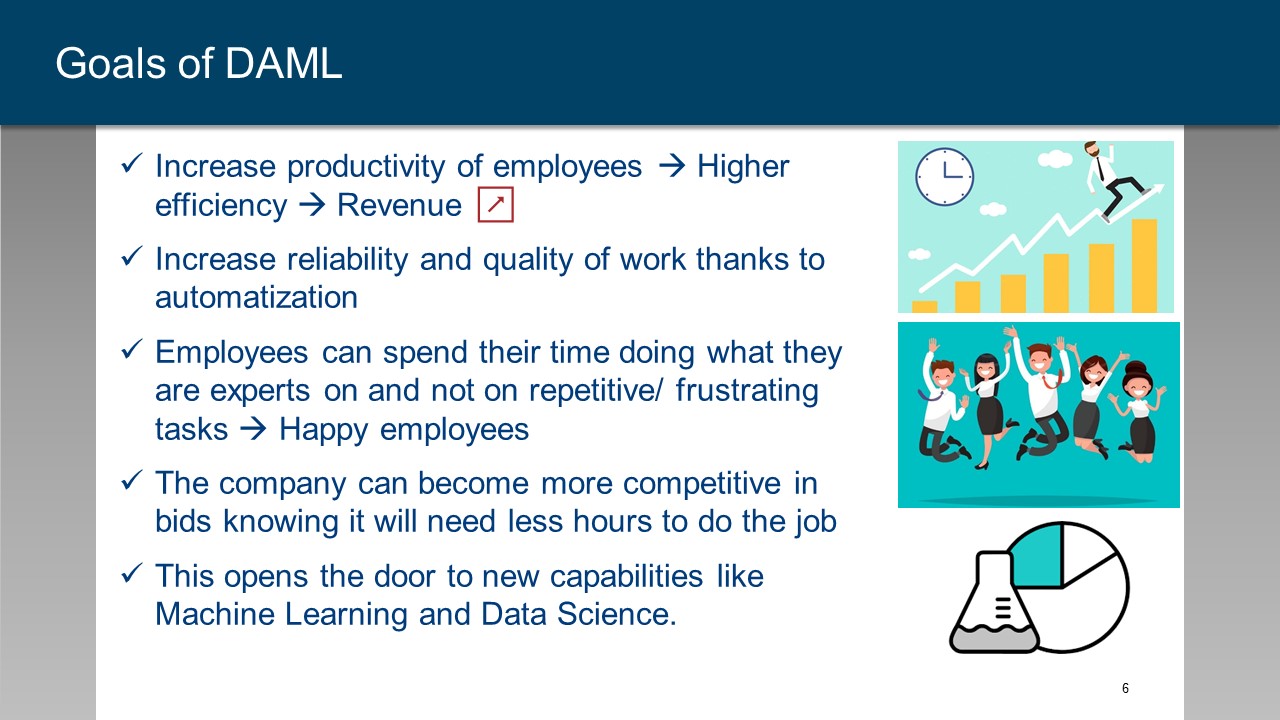 Goals of DAML
✓ Increase productivity of employees → Higher
efficiency → Revenue ↗
✓ Increase reliability and quality of work thanks to
automatization
✓ Employees can spend their time doing what they
are experts on and not on repetitive/ frustrating
tasks → Happy employees
✓ The company can become more competitive in
bids knowing it will need less hours to do the job
✓ This opens the door to new capabilities like
Machine Learning and Data Science.
6